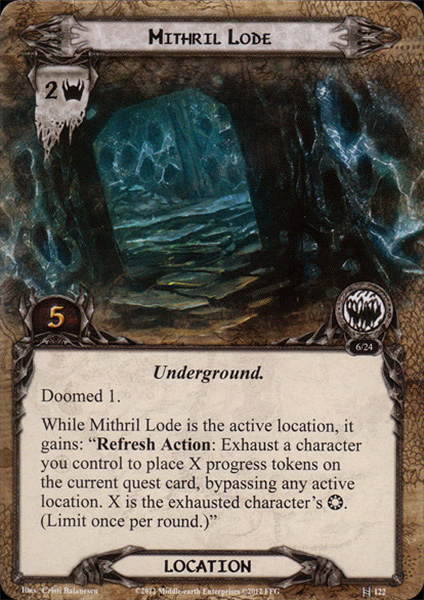 MITHRIL LODE
2
5
6/24
Underground.
Doomed 1.
While Mithril Lode is the active location, it
gains: “Refresh Action: Exhaust a character
you control to place X progress tokens on
the current quest card, bypassing any active
location. X is the exhausted character’s .
(Limit once per round.)”
LOCATION
Illus. Cristi Balanescu ©2012 Middle-earth Enterprises ©2012 FFG 122